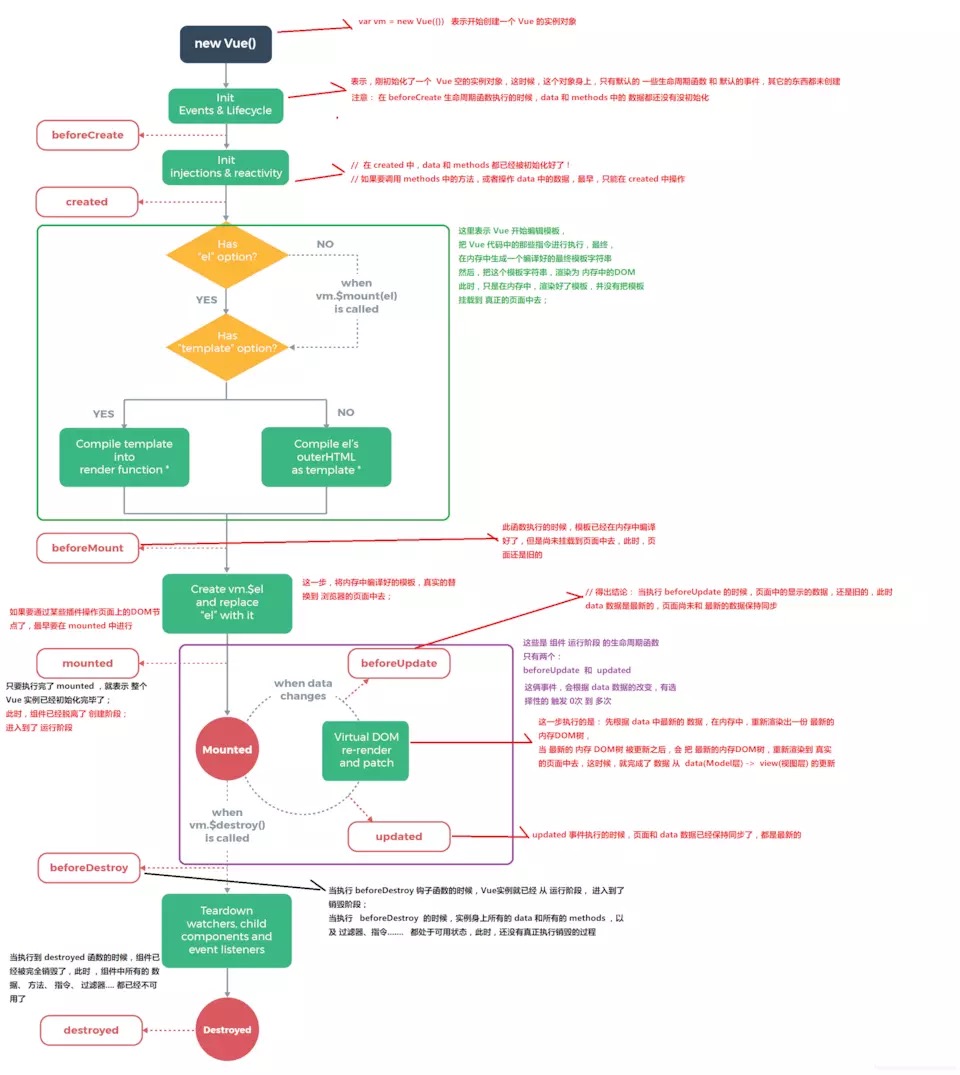 var vm = new Vue({}) 表示开始创建一个 Vue 的实例对象
new Vue()
表示，刚初始化了一个 Vue 空的实例对象，这时候，这个对象身上，只有默认的 一些生命周期函数 和 默认的事件，其它的东西都未创建
注意： 在 beforeCreate 生命周期函数执行的时候，data 和 methods 中的 数据都还没有没初始化
Init
Events & Lifecycle
beforeCreate
Init
injections & reactivity
// 在 created 中，data 和 methods 都已经被初始化好了！
// 如果要调用 methods 中的方法，或者操作 data 中的数据，最早，只能在 created 中操作
created
这里表示 Vue 开始编辑模板，
把 Vue 代码中的那些指令进行执行，最终，
在内存中生成一个编译好的最终模板字符串
然后，把这个模板字符串，渲染为 内存中的DOM
此时，只是在内存中，渲染好了模板，并没有把模板
挂载到 真正的页面中去；
Has
"el" option?
NO
when
vm.$mount(el)
is called
YES
Has
"template" option?
YES
NO
Compile template
into
render function *
Compile el's
outerHTML
as template *
此函数执行的时候，模板已经在内存中编译
好了，但是尚未挂载到页面中去，此时，页
面还是旧的
beforeMount
Create vm.$el
and replace
"el" with it
这一步，将内存中编译好的模板，真实的替
换到 浏览器的页面中去；
// 得出结论： 当执行 beforeUpdate 的时候，页面中的显示的数据，还是旧的，此时
data 数据是最新的，页面尚未和 最新的数据保持同步
如果要通过某些插件操作页面上的DOM节
点了，最早要在 mounted 中进行
mounted
beforeUpdate
这些是 组件 运行阶段 的生命周期函数
只有两个：
beforeUpdate 和 updated
这俩事件，会根据 data 数据的改变，有选
择性的 触发 0次 到 多次
只要执行完了 mounted ，就表示 整个
Vue 实例已经初始化完毕了；
此时，组件已经脱离了 创建阶段；
进入到了 运行阶段
when data
changes
Mounted
Virtual DOM
re-render
and patch
这一步执行的是： 先根据 data 中最新的 数据，在内存中，重新渲染出一份 最新的
内存DOM树，
当 最新的 内存 DOM树 被更新之后，会 把 最新的内存DOM树，重新渲染到 真实
的页面中去，这时候，就完成了 数据 从 data(Model层) -> view(视图层) 的更新
when
vm.$destroy()
is called
updated
updated 事件执行的时候，页面和 data 数据已经保持同步了，都是最新的
beforeDestroy
当执行 beforeDestroy 钩子函数的时候，Vue实例就已经 从 运行阶段， 进入到了
销毁阶段；
当执行 beforeDestroy 的时候，实例身上所有的 data 和所有的 methods ，以
及 过滤器、指令....... 都处于可用状态，此时，还没有真正执行销毁的过程
Teardown
watchers, child
components and
event listeners
当执行到 destroyed 函数的时候，组件已
经被完全销毁了，此时 ，组件中所有的 数
据、 方法、 指令、 过滤器.... 都已经不可
用了
destroyed
Destroyed